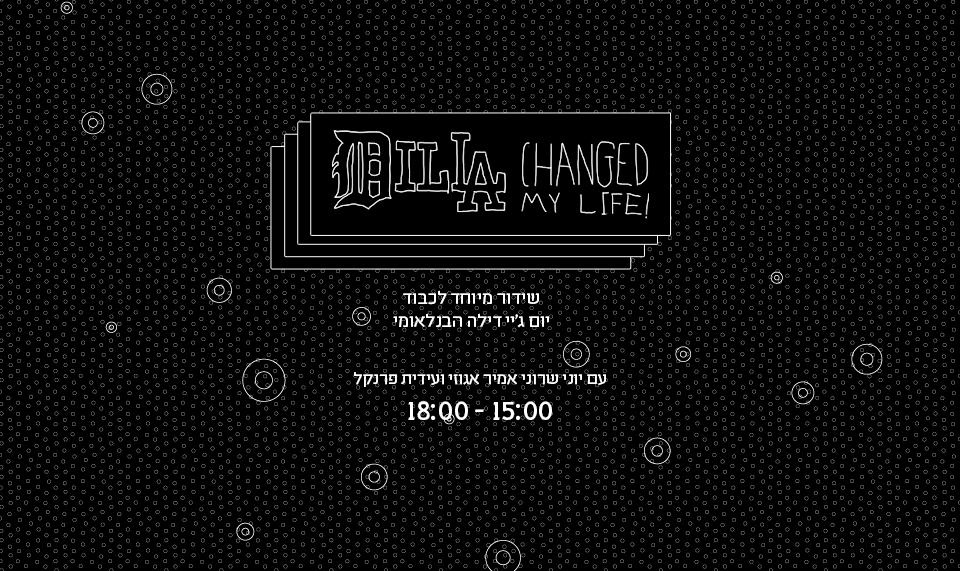 DILLA CHANGED
MY LIFE!
שידור מיוחד לכבוד
יום ג'יי דילה הבנלאומי
עם יוני שרוני אמיר אגוזי ועידית פרנקל
18:00 - 15:00